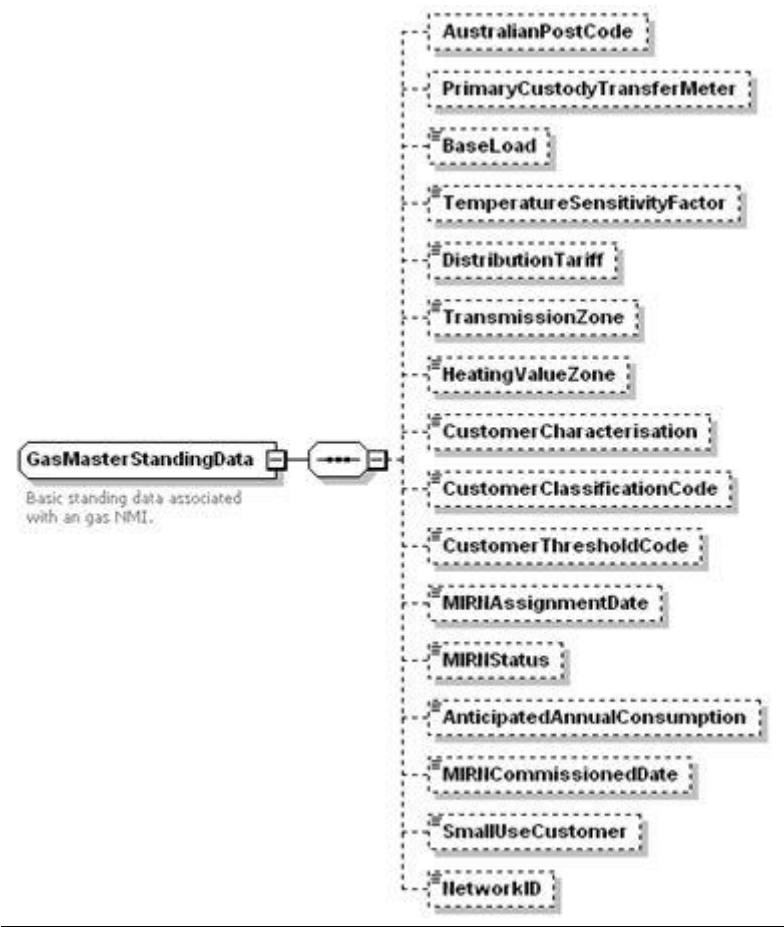 AustralianPostCode
PrimaryCustodyTransferMeter
BaseLoad
TemperatureSensitivityFactor
DistributionTariff
TransmissionZone
HeatingValueZone
GasMasterStandingData
Basic standing data associated
with an gas NMI.
CustomerCharacterisation
CustomerClassificationCode
CustomerThresholdCode
MIRNAssignmentDate
MIRNStatus
AnticipatedAnnualConsumption
MIRNCommissionedDate
SmallUseCustomer
NetworkID